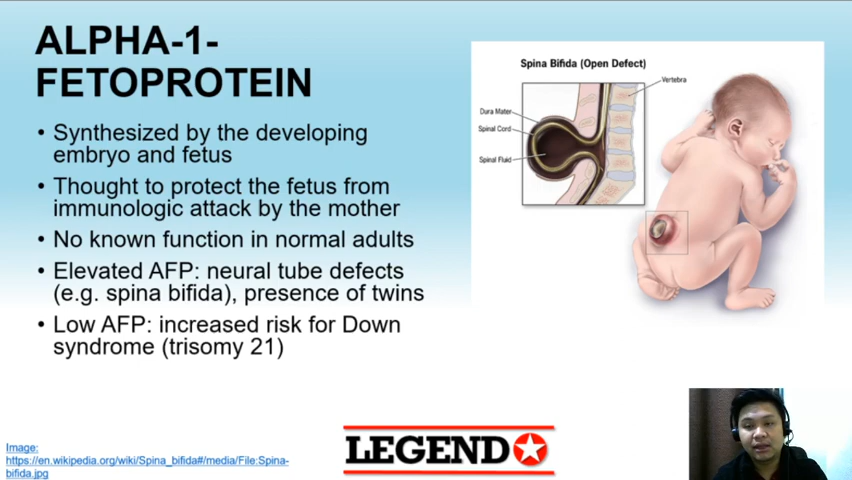 ALPHA-1-
FETOPROTEIN
• Synthesized by the developing
embryo and fetus
• Thought to protect the fetus from
immunologic attack by the mother
• No known function in normal adults
• Elevated AFP: neural tube defects
(e.g. spina bifida), presence of twins
• Low AFP: increased risk for Down
syndrome (trisomy 21)
Spina Bifida (Open Defect)
Vertebra
Dura Mater
Spinal Cord
Spinal Fluid
Image:
https://en.wikipedia.org/wiki/Spina_bifida#/media/File:Spina-
bifida.jpg
LEGEND